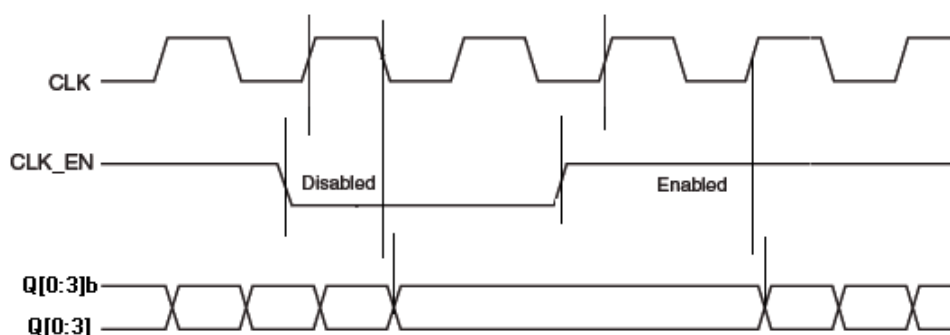 CLK
CLK_EN
Disabled
Enabled
Q[0:3]b
Q[0:3]